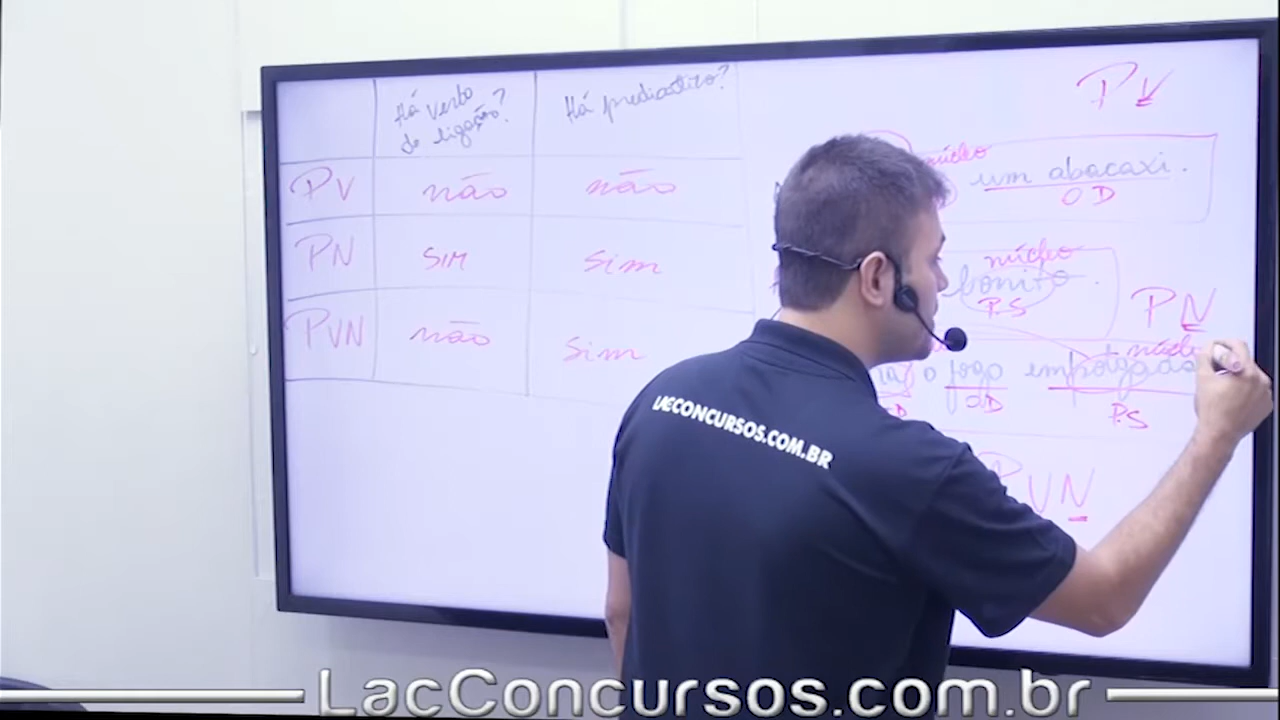 Há verbo
de ligação?
Há predicativo?
PV não não
PN SIM sim
PVN não sim
PV
núcleo
um abacaxi.
OD
núcleo
bonito.
P.S
PN
núcleo
o jogo empolgado
OD P.S
PVN
LACCONCURSOS.COM.BR
LacConcursos.com.br